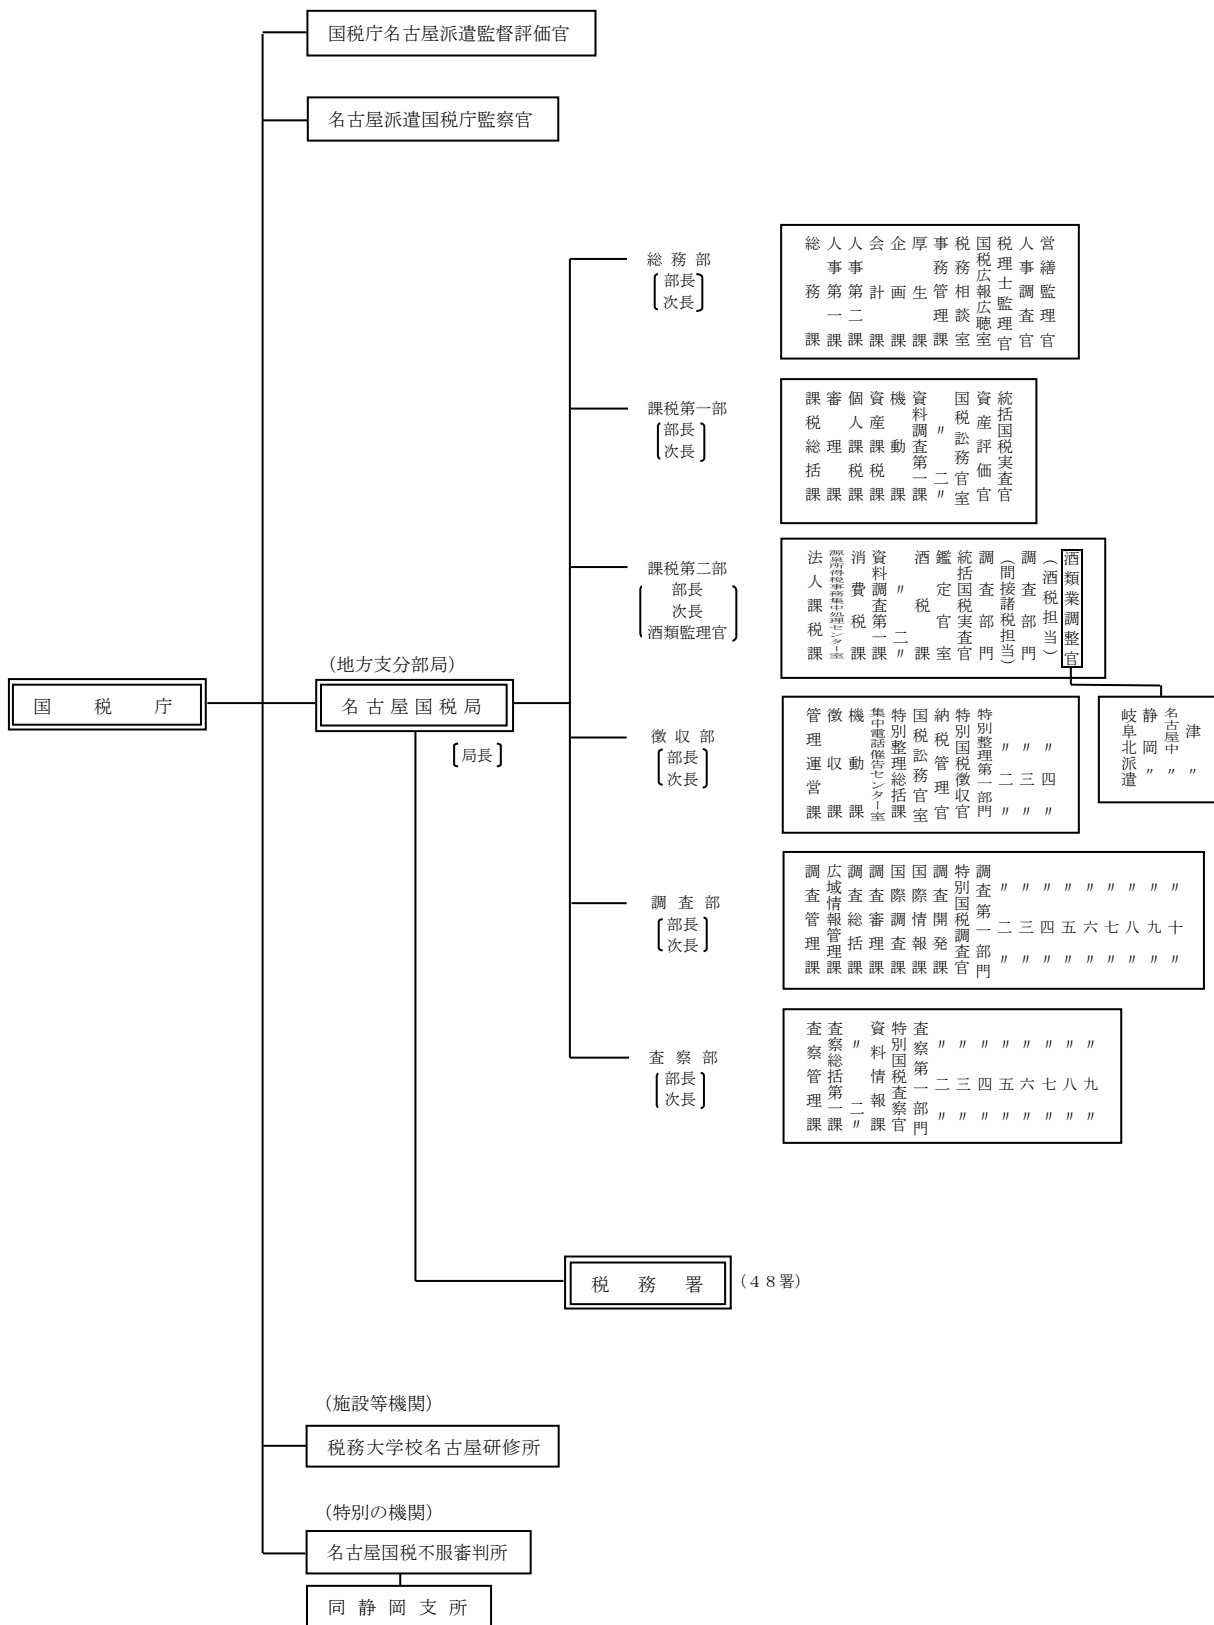 国税庁名古屋派遣監督評価官
名古屋派遣国税庁監察官
国 税 庁
（地方支分部局）
名古屋国税局
局長
総務部
部長
次長
総務課
人事第一課
人事第二課
会計課
企画課
厚生課
事務管理課
税務相談室
国税広報広聴室
税理士監理官
人事調査官
営繕監理官
課税第一部
部長
次長
課税総括課
審理課
個人課税課
資産課税課
機動課
資料調査第一課
〃 二〃
国税訟務官室
資産評価官
統括国税実査官
課税第二部
部長
次長
酒類監理官
法人課税課
源泉所得税事務集中処理センター室
消費税課
資料調査第一課
〃 二〃
酒税課
鑑定官室
統括国税実査官
調査部門
（間接諸税担当）
調査部門
（酒税担当）
酒類業調整官
岐阜北派遣
静岡 〃
名古屋中 〃
津 〃
徴収部
部長
次長
管理運営課
徴収課
機動課
集中電話催告センター室
特別整理総括課
国税訟務官室
納税管理官
特別国税徴収官
特別整理第一部門
〃 二 〃
〃 三 〃
〃 四 〃
調査部
部長
次長
調査管理課
広域情報管理課
調査総括課
調査審理課
国際調査課
国際情報課
調査開発課
特別国税調査官
調査第一部門
〃 二 〃
〃 三 〃
〃 四 〃
〃 五 〃
〃 六 〃
〃 七 〃
〃 八 〃
〃 九 〃
〃 十 〃
査察部
部長
次長
査察管理課
査察総括第一課
〃 二〃
資料情報課
特別国税査察官
査察第一部門
〃 二 〃
〃 三 〃
〃 四 〃
〃 五 〃
〃 六 〃
〃 七 〃
〃 八 〃
〃 九 〃
税 務 署
（４８署）
（施設等機関）
税務大学校名古屋研修所
（特別の機関）
名古屋国税不服審判所
同静岡支所